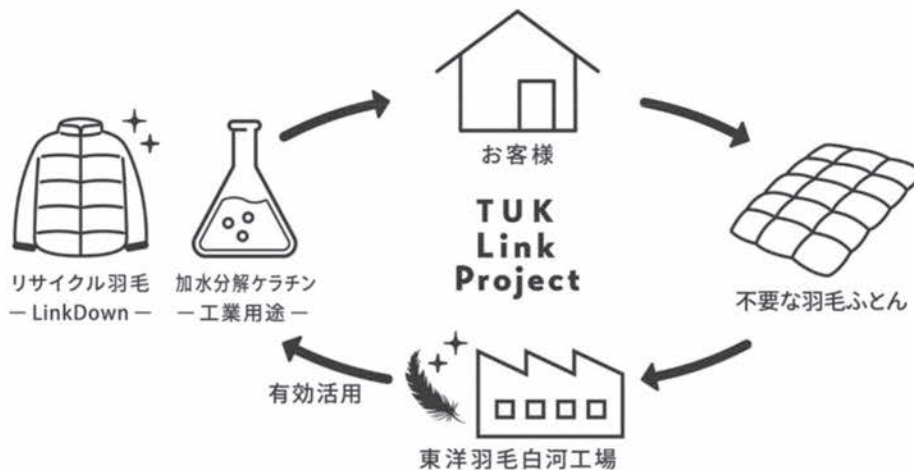 お客様
TUK
Link
Project
リサイクル羽毛
— LinkDown —
加水分解ケラチン
— 工業用途 —
不要な羽毛ふとん
有効活用
東洋羽毛白河工場